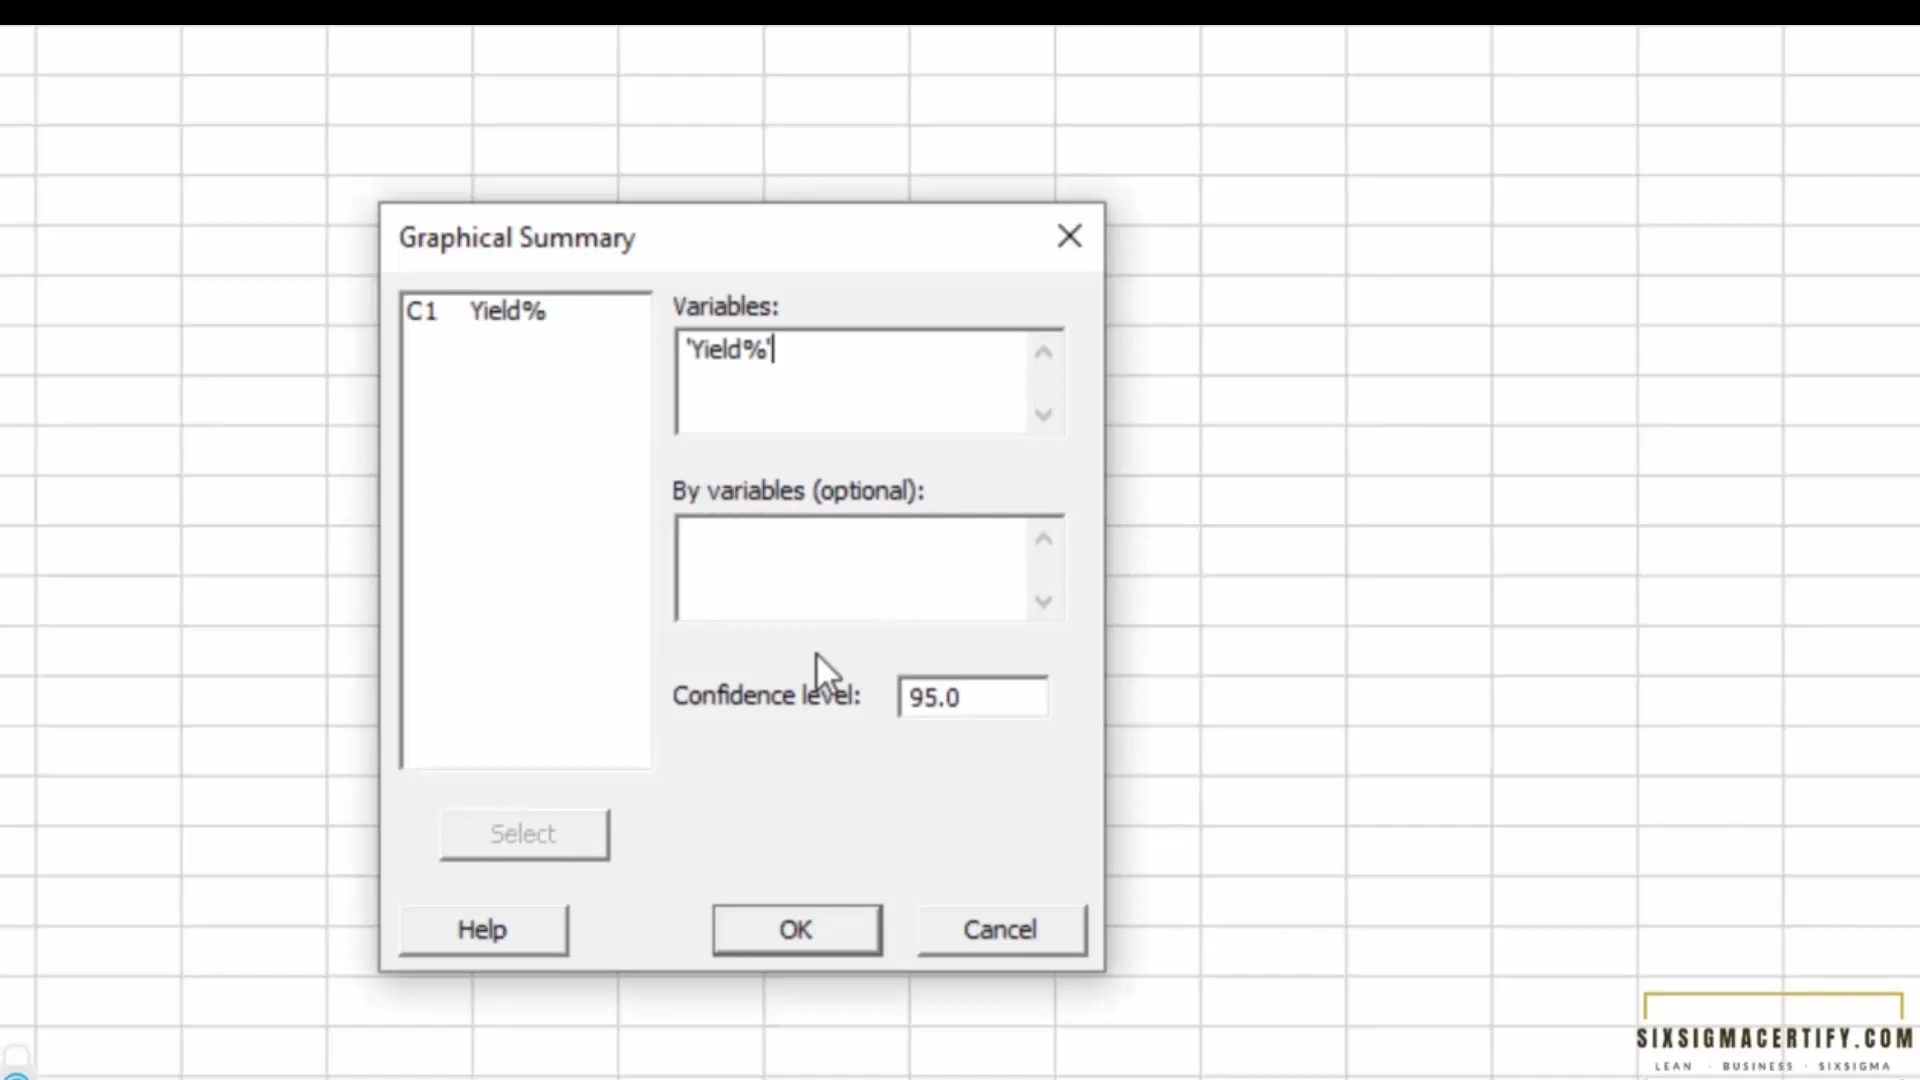 Graphical Summary
C1 Yield%
Variables:
'Yield%'
By variables (optional):
Confidence level: 95.0
Select
Help OK Cancel
SIXSIGMACERTIFY.COM
LEAN · BUSINESS · SIXSIGMA